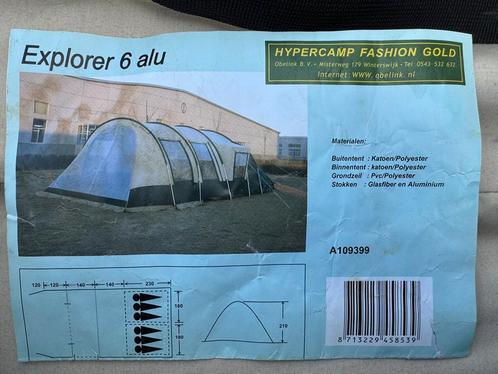 Explorer 6 alu
HYPERCAMP FASHION GOLD
Obelink B.V. - Misterweg 179 Winterswijk - Tel 0543-532 632
Internet: WWW. obelink. nl
Materialen:
Buitentent : Katoen/Polyester
Binnentent : katoen/Polyester
Grondzeil : Pvc/Polyester
Stokken : Glasfiber en Aluminium
A109399
120 120 140 140 230
180
180
210
8 713229 458539